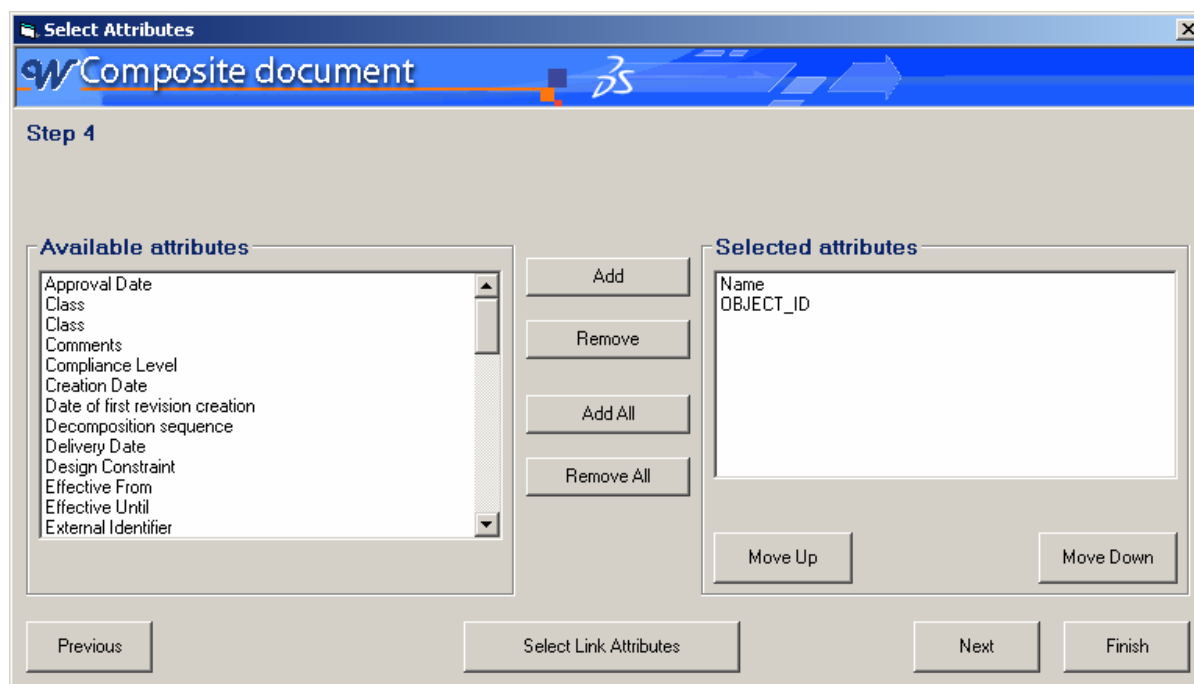 Select Attributes
W Composite document
DS
Step 4
Available attributes
Approval Date
Class
Class
Comments
Compliance Level
Creation Date
Date of first revision creation
Decomposition sequence
Delivery Date
Design Constraint
Effective From
Effective Until
External Identifier
Add
Remove
Add All
Remove All
Selected attributes
Name
OBJECT_ID
Move Up
Move Down
Previous
Select Link Attributes
Next
Finish